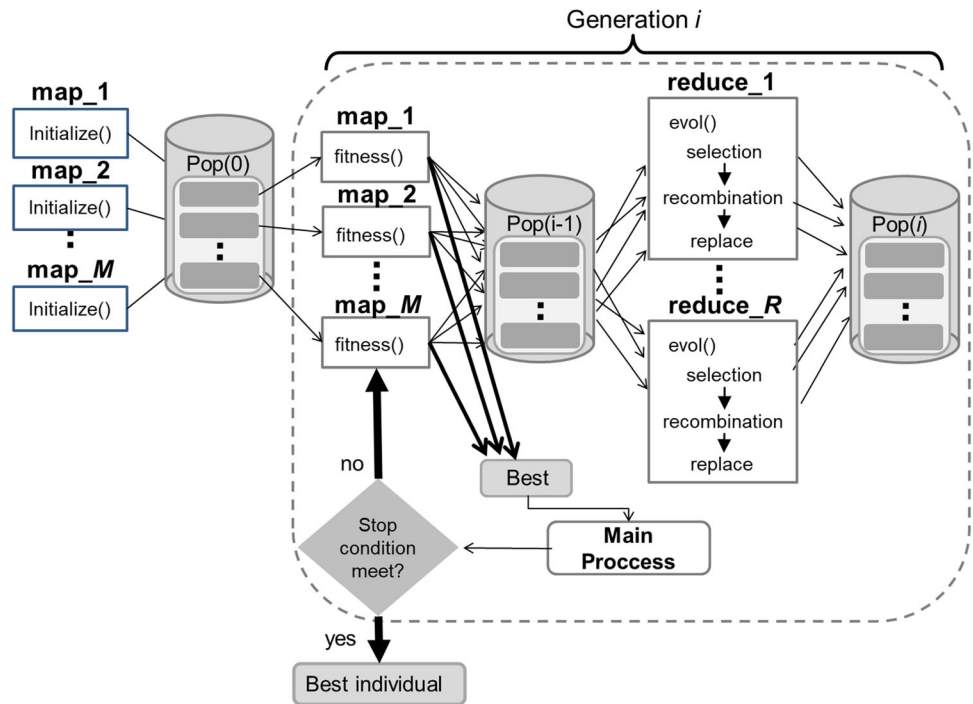 Generation i
map_1
Initialize()
map_2
Initialize()
map_M
Initialize()
Pop(0)
map_1
fitness()
map_2
fitness()
map_M
fitness()
Pop(i-1)
reduce_1
evol()
selection
recombination
replace
reduce_R
evol()
selection
recombination
replace
Pop(i)
Best
Main
Proccess
Stop
condition
meet?
no
yes
Best individual